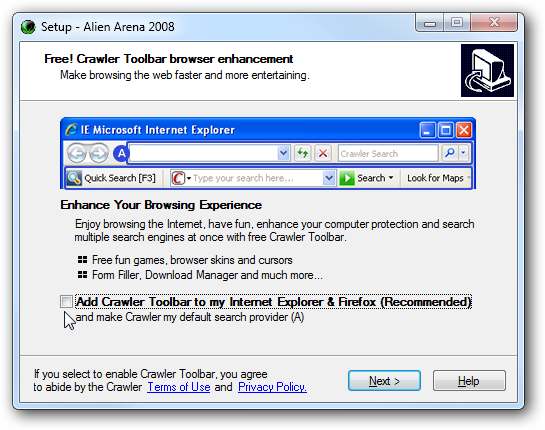 Setup - Alien Arena 2008
Free! Crawler Toolbar browser enhancement
Make browsing the web faster and more entertaining.
IE Microsoft Internet Explorer
A
Crawler Search
Quick Search [F3]
Type your search here...
Search
Look for Maps
Enhance Your Browsing Experience
Enjoy browsing the Internet, have fun, enhance your computer protection and search
multiple search engines at once with free Crawler Toolbar.
Free fun games, browser skins and cursors
Form Filler, Download Manager and much more...
Add Crawler Toolbar to my Internet Explorer & Firefox (Recommended)
and make Crawler my default search provider (A)
If you select to enable Crawler Toolbar, you agree
to abide by the Crawler Terms of Use and Privacy Policy.
Next >
Help